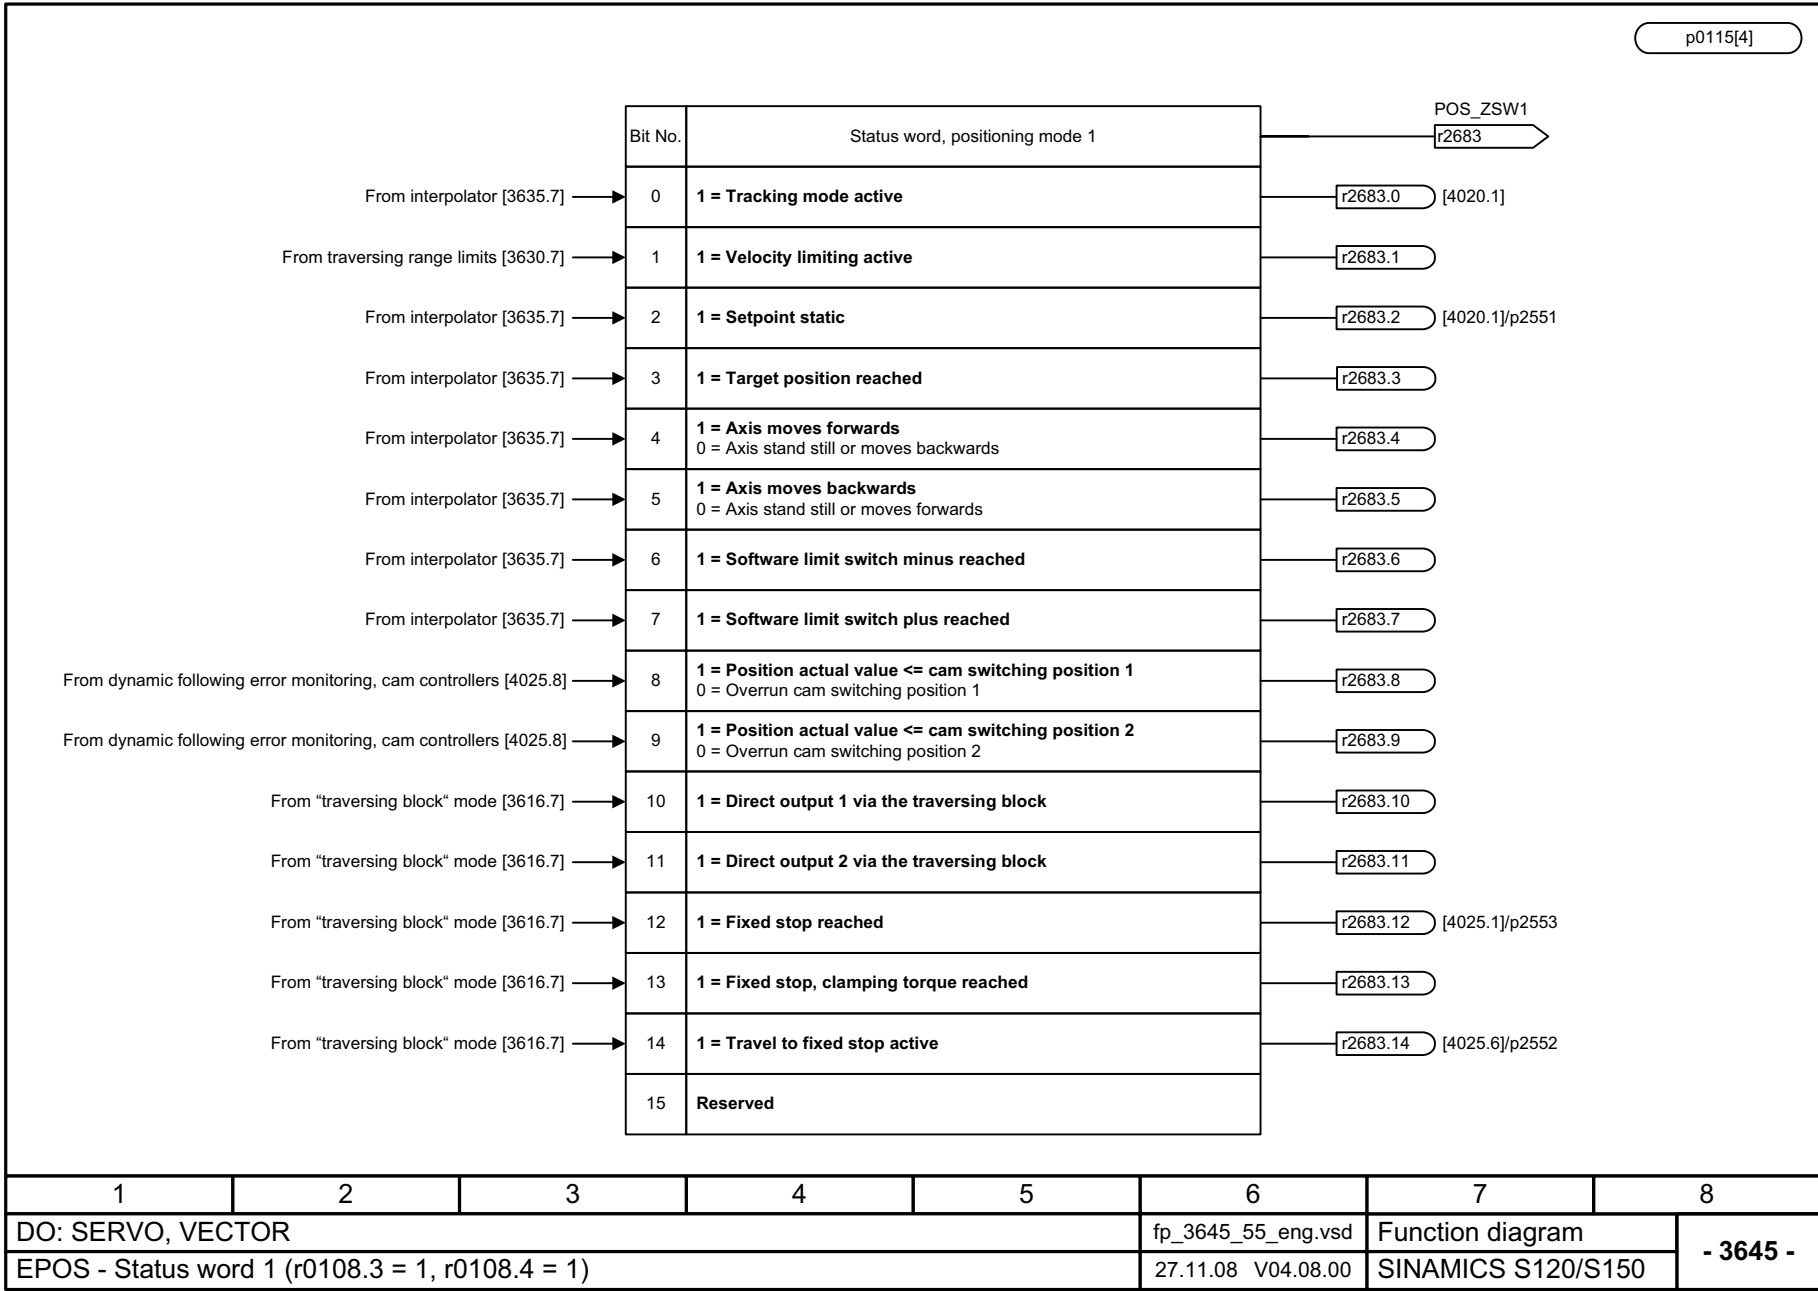 p0115[4]
POS_ZSW1
Bit No. Status word, positioning mode 1 r2683
From interpolator [3635.7] 0 1 = Tracking mode active r2683.0 [4020.1]
From traversing range limits [3630.7] 1 1 = Velocity limiting active r2683.1
From interpolator [3635.7] 2 1 = Setpoint static r2683.2 [4020.1]/p2551
From interpolator [3635.7] 3 1 = Target position reached r2683.3
From interpolator [3635.7] 4 1 = Axis moves forwards r2683.4
0 = Axis stand still or moves backwards
From interpolator [3635.7] 5 1 = Axis moves backwards r2683.5
0 = Axis stand still or moves forwards
From interpolator [3635.7] 6 1 = Software limit switch minus reached r2683.6
From interpolator [3635.7] 7 1 = Software limit switch plus reached r2683.7
From dynamic following error monitoring, cam controllers [4025.8] 8 1 = Position actual value <= cam switching position 1 r2683.8
0 = Overrun cam switching position 1
From dynamic following error monitoring, cam controllers [4025.8] 9 1 = Position actual value <= cam switching position 2 r2683.9
0 = Overrun cam switching position 2
From “traversing block“ mode [3616.7] 10 1 = Direct output 1 via the traversing block r2683.10
From “traversing block“ mode [3616.7] 11 1 = Direct output 2 via the traversing block r2683.11
From “traversing block“ mode [3616.7] 12 1 = Fixed stop reached r2683.12 [4025.1]/p2553
From “traversing block“ mode [3616.7] 13 1 = Fixed stop, clamping torque reached r2683.13
From “traversing block“ mode [3616.7] 14 1 = Travel to fixed stop active r2683.14 [4025.6]/p2552
15 Reserved
1 2 3 4 5 6 7 8
DO: SERVO, VECTOR fp_3645_55_eng.vsd Function diagram
- 3645 -
EPOS - Status word 1 (r0108.3 = 1, r0108.4 = 1) 27.11.08 V04.08.00 SINAMICS S120/S150